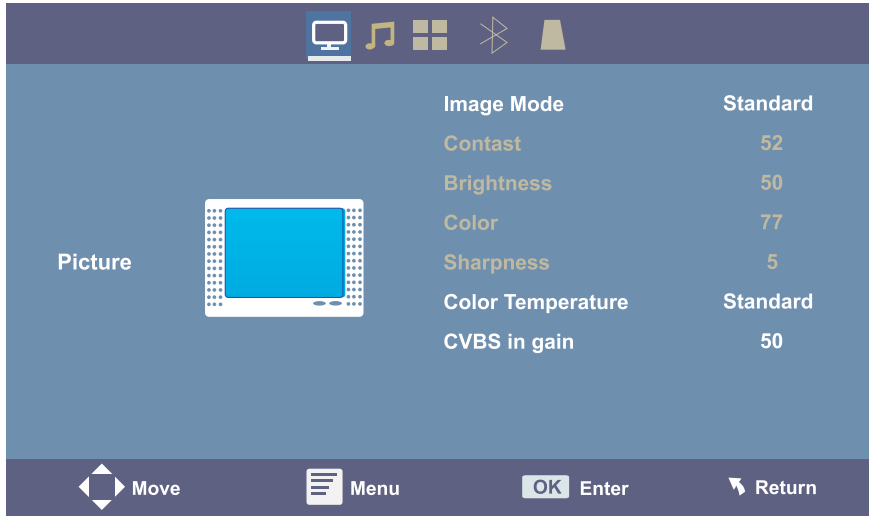 Image Mode Standard
Contast 52
Brightness 50
Color 77
Picture
Sharpness 5
Color Temperature Standard
CVBS in gain 50
Move Menu OK Enter Return